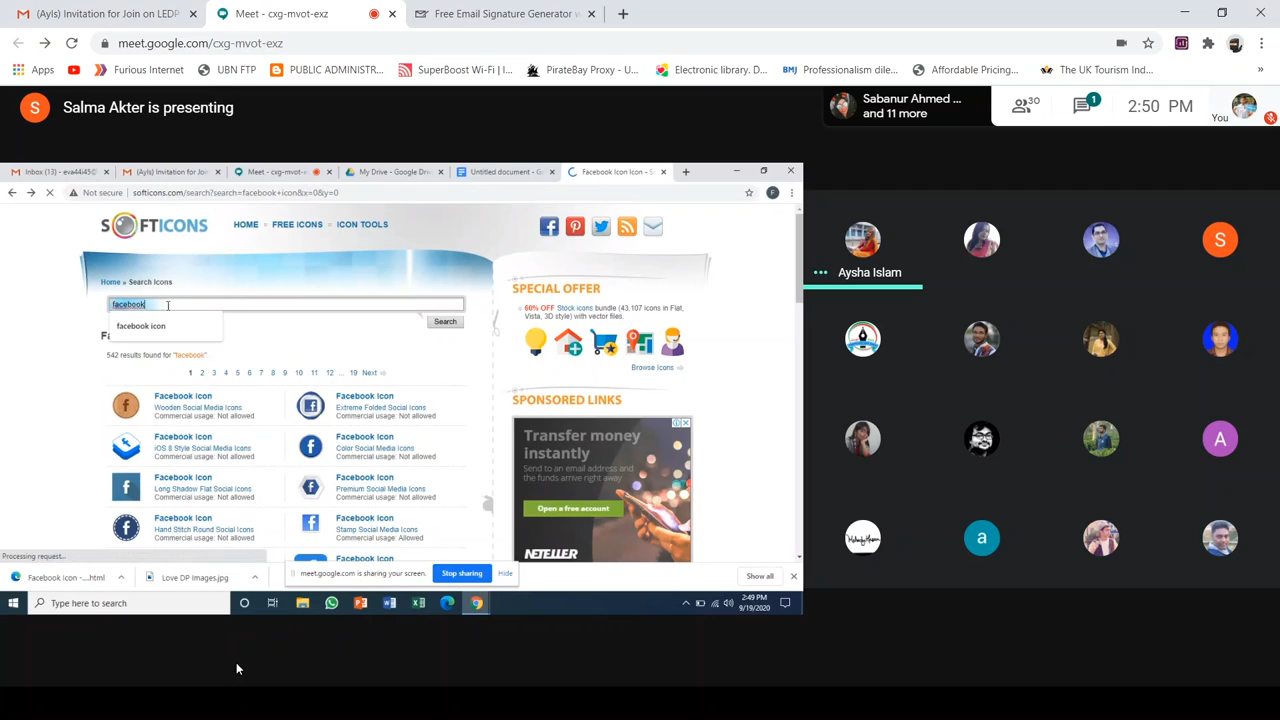 (Ayls) Invitation for Join on LEDP
Meet - cxg-mvot-exz
Free Email Signature Generator w
meet.google.com/cxg-mvot-exz
Apps
Furious Internet
UBN FTP
PUBLIC ADMINISTR...
SuperBoost Wi-Fi | I...
PirateBay Proxy - U...
Electronic library. D...
BMJ Professionalism dile...
Affordable Pricing...
The UK Tourism Ind...
S
Salma Akter is presenting
Sabanur Ahmed ...
and 11 more
30
1
2:50 PM
You
Inbox (13) - eva44i45@
(Ayls) Invitation for Joi
Meet - cxg-mvot-ex
My Drive - Google Dri
Untitled document - G
Facebook Icon Icon - S
Not secure
softicons.com/search?search=facebook+icon&x=0&y=0
F
SOFTICONS
HOME
FREE ICONS
ICON TOOLS
Home » Search Icons
facebook
facebook icon
Search
542 results found for "facebook".
1 2 3 4 5 6 7 8 9 10 11 12 ... 19 Next
Facebook Icon
Wooden Social Media Icons
Commercial usage: Not allowed
Facebook Icon
Extreme Folded Social Icons
Commercial usage: Not allowed
Facebook Icon
iOS 8 Style Social Media Icons
Commercial usage: Not allowed
Facebook Icon
Color Social Media Icons
Commercial usage: Not allowed
Facebook Icon
Long Shadow Flat Social Icons
Commercial usage: Not allowed
Facebook Icon
Premium Social Media Icons
Commercial usage: Not allowed
Facebook Icon
Hand Stitch Round Social Icons
Commercial usage: Not allowed
Facebook Icon
Stamp Social Media Icons
Commercial usage: Allowed
Facebook Icon
SPECIAL OFFER
60% OFF Stock icons bundle (43.107 icons in Flat,
Vista, 3D style) with vector files.
Browse Icons
SPONSORED LINKS
Transfer money
instantly
Send to an email address and
the funds arrive right away
Open a free account
NETELLER
Processing request...
Facebook Icon -....html
Love DP Images.jpg
meet.google.com is sharing your screen.
Stop sharing
Hide
Show all
Type here to search
2:49 PM
9/19/2020
Aysha Islam
S
A
a